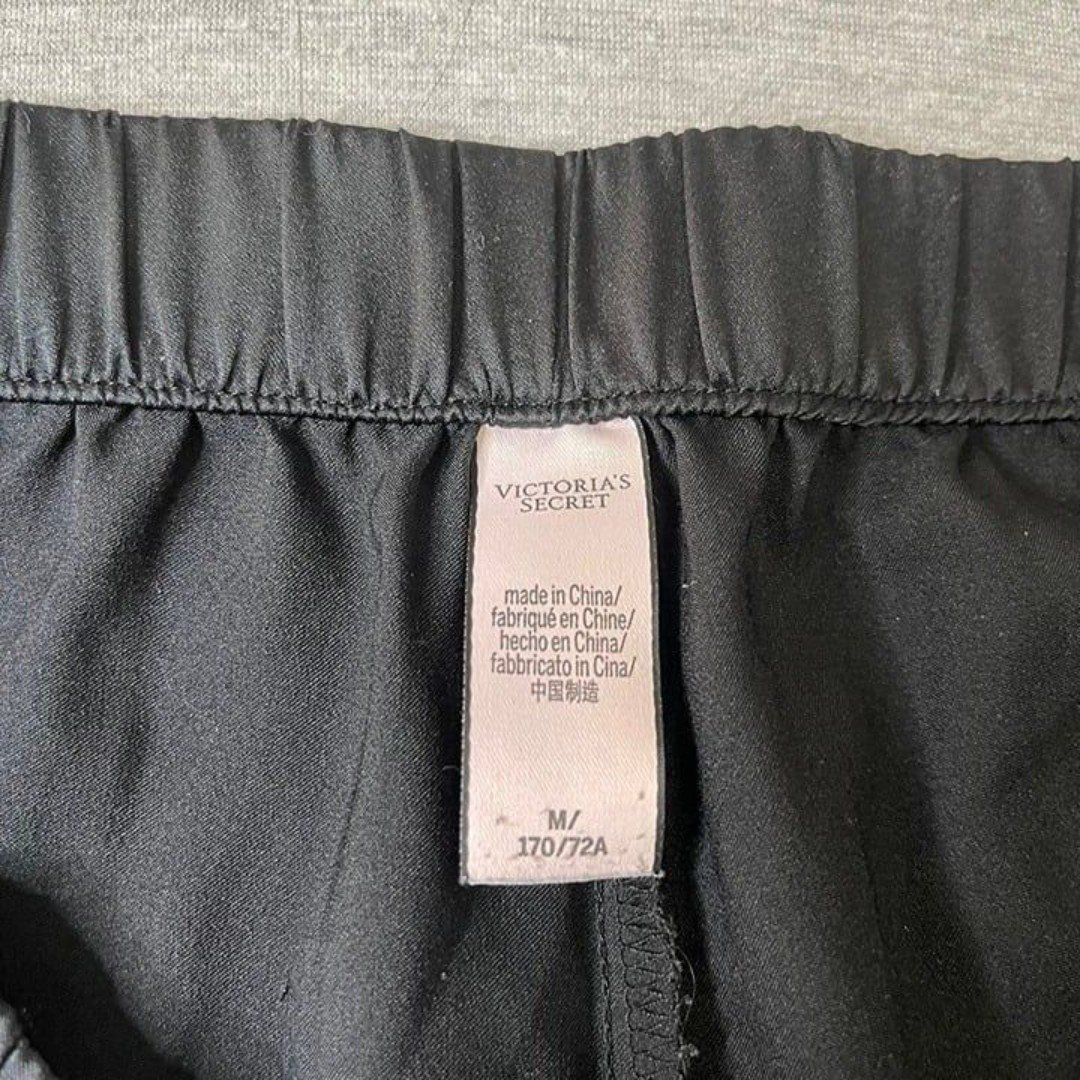 VICTORIA'S
SECRET
made in China/
fabriqué en Chine/
hecho en China/
fabbricato in Cina/
中国制造
M/
170/72A